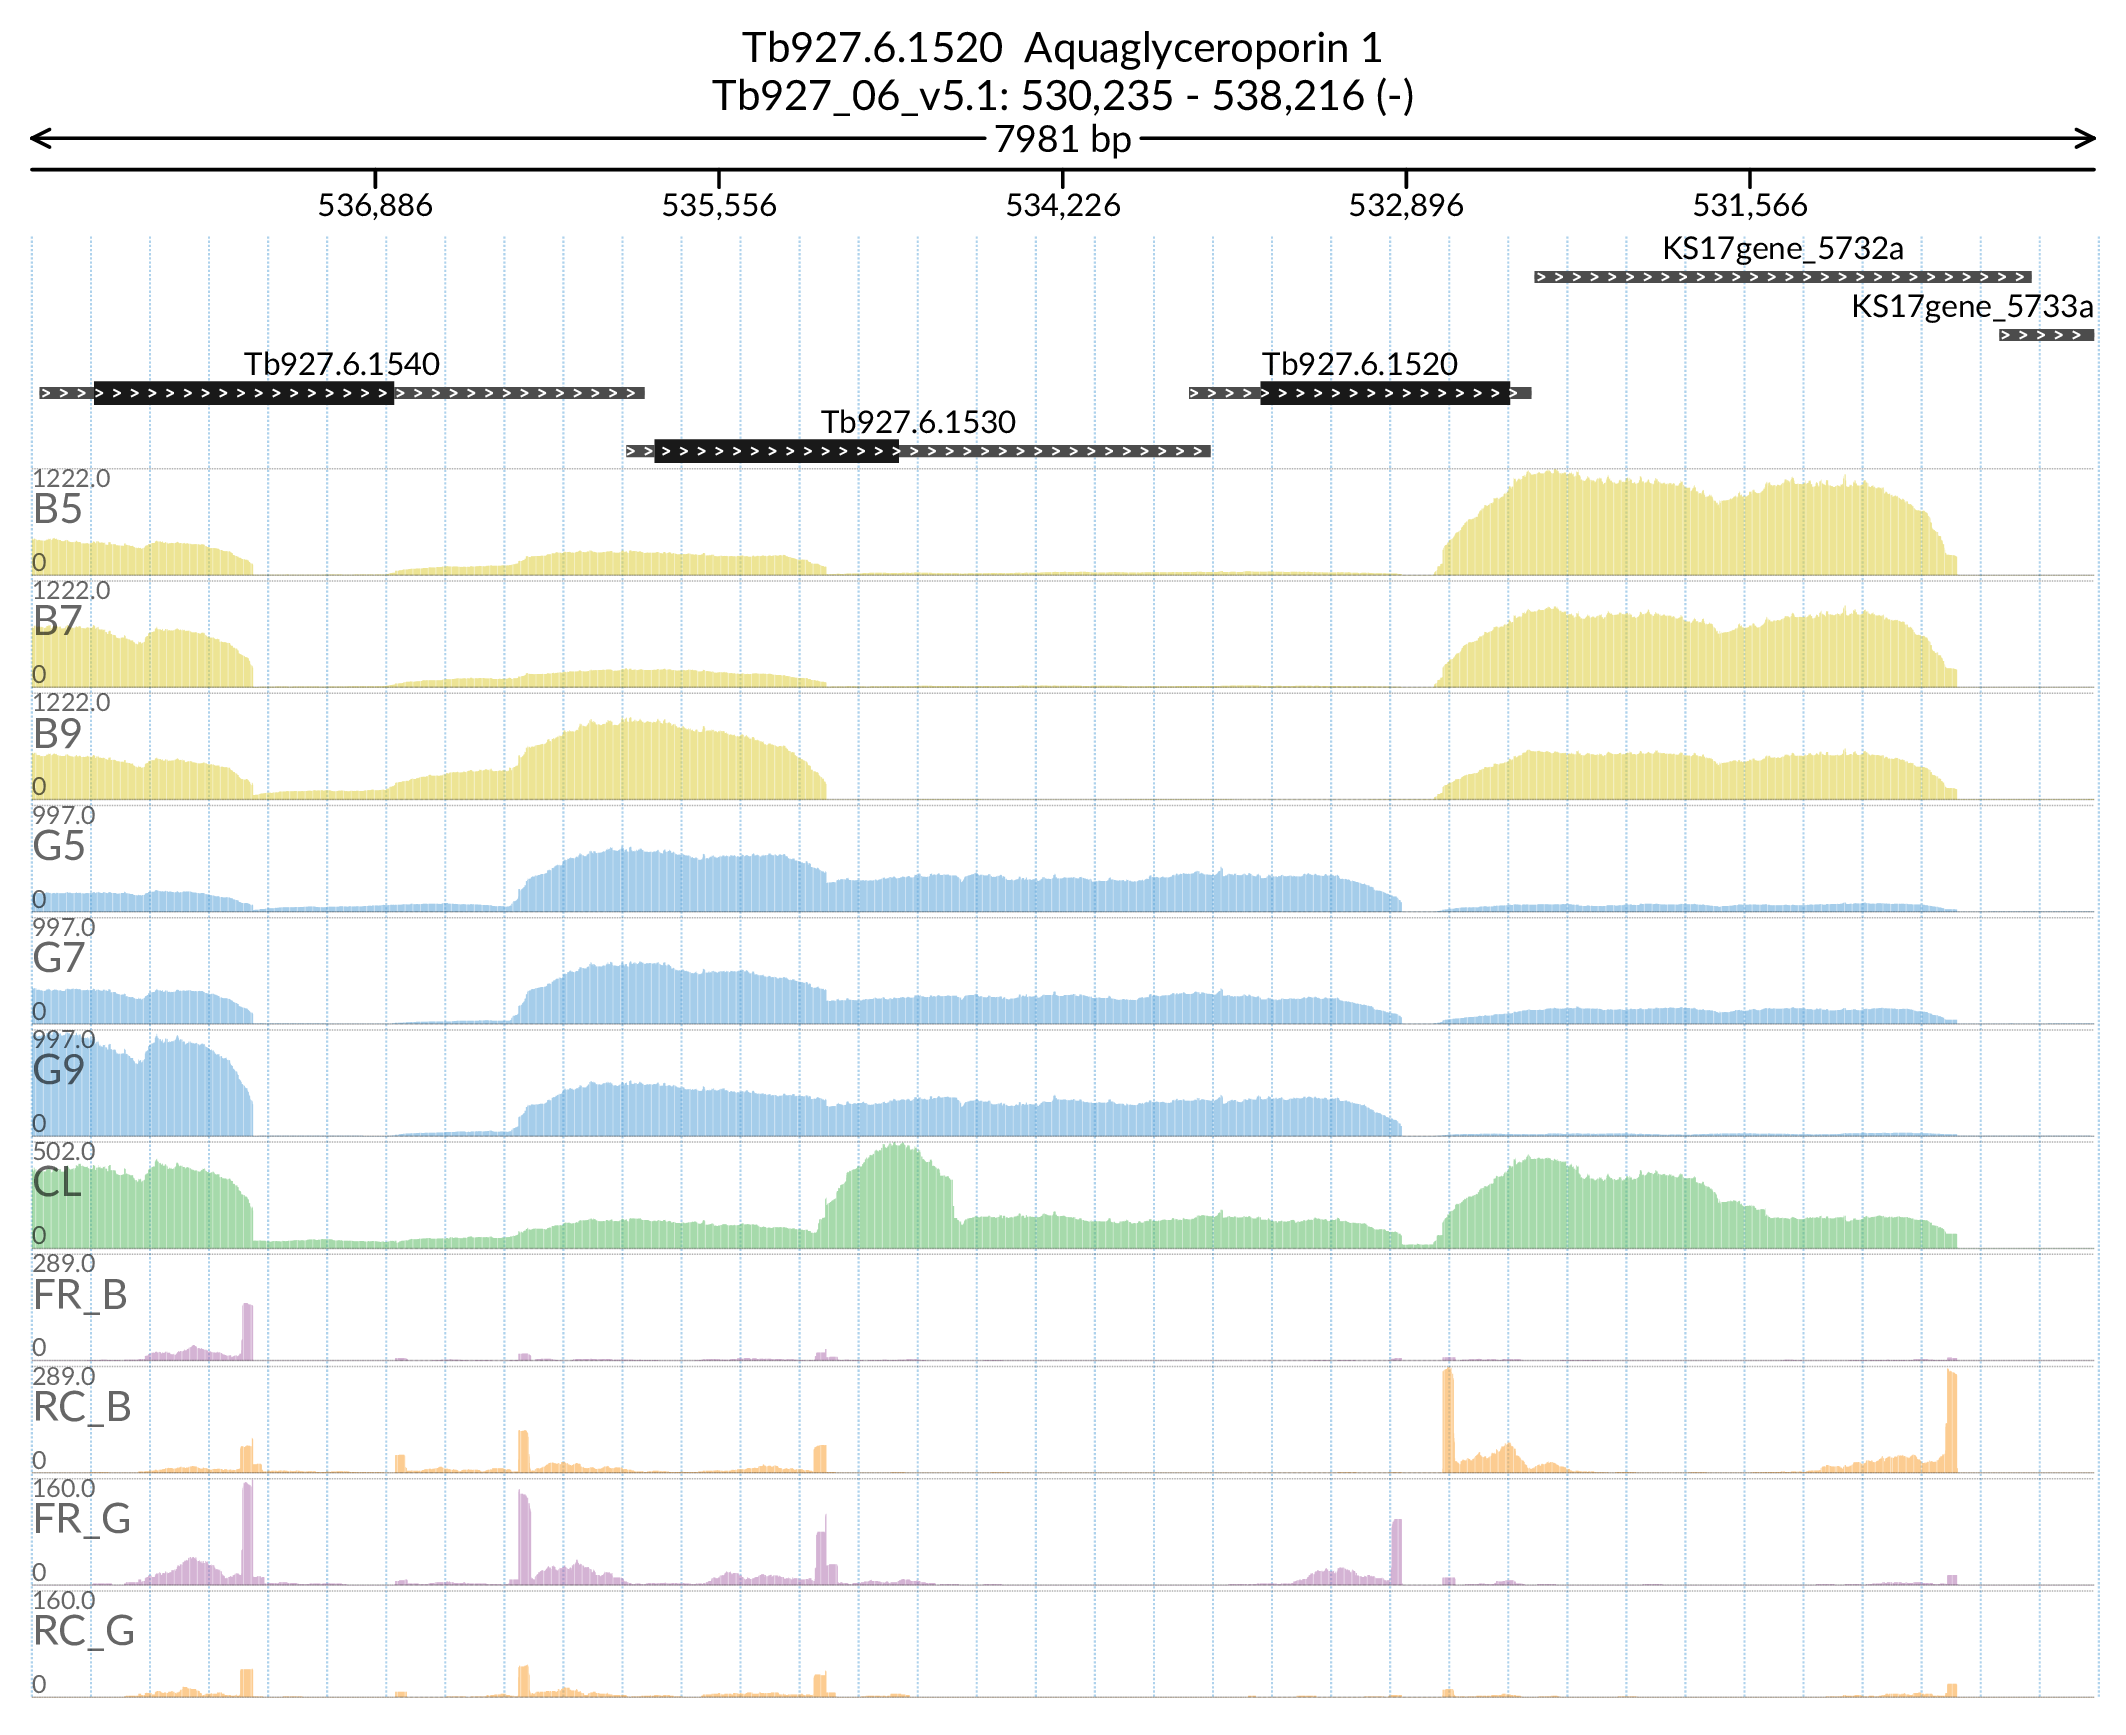 Tb927.6.1520  Aquaglyceroporin 1
Tb927_06_v5.1: 530,235 - 538,216 (-)
7981 bp
536,886 535,556 534,226 532,896 531,566
KS17gene_5732a
KS17gene_5733a
Tb927.6.1540 Tb927.6.1520
Tb927.6.1530
1222.0
B5
0
1222.0
B7
0
1222.0
B9
0
997.0
G5
0
997.0
G7
0
997.0
G9
0
502.0
CL
0
289.0
FR_B
0
289.0
RC_B
0
160.0
FR_G
0
160.0
RC_G
0